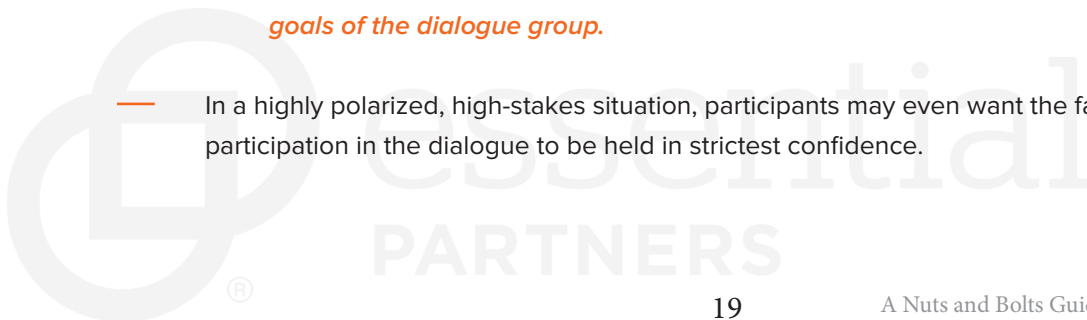 goals of the dialogue group.
— In a highly polarized, high-stakes situation, participants may even want the fa
participation in the dialogue to be held in strictest confidence.
essential
PARTNERS
®
19 A Nuts and Bolts Gui